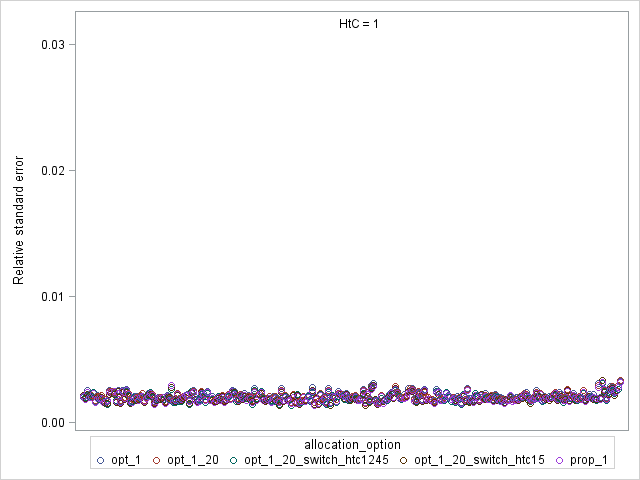 HtC = 1
0.03
0.02
0.01
0.00
Relative standard error
allocation_option
opt_1 opt_1_20 opt_1_20_switch_htc1245 opt_1_20_switch_htc15 prop_1